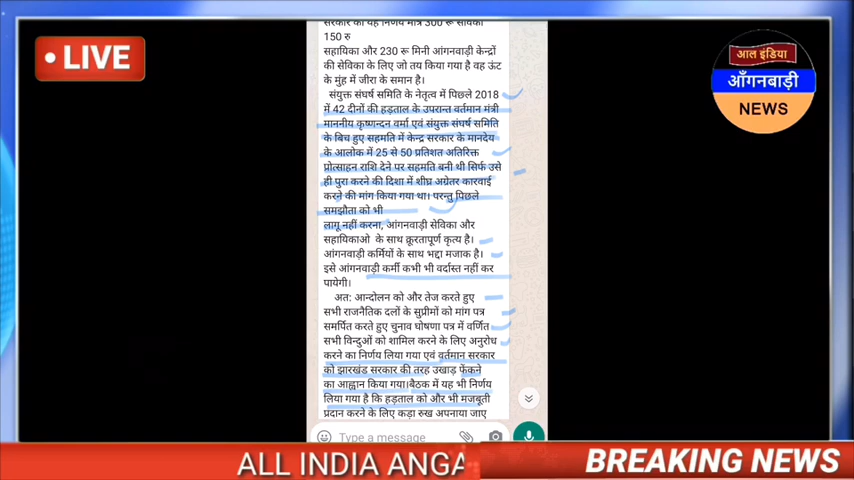 LIVE
आल इंडिया
आँगनबाड़ी
NEWS
सरकार का यह निर्णय मात्र 300 रू सेविका
150 रु
सहायिका और 230 रू मिनी आंगनवाड़ी केन्द्रों
की सेविका के लिए जो तय किया गया है वह ऊंट
के मुंह में जीरा के समान है।
संयुक्त संघर्ष समिति के नेतृत्व में पिछले 2018
में 42 दीनों की हड़ताल के उपरान्त वर्तमान मंत्री
माननीय कृष्णन्दन वर्मा एवं संयुक्त संघर्ष समिति
के बिच हुए सहमति में केन्द्र सरकार के मानदेय
के आलोक में 25 से 50 प्रतिशत अतिरिक्त
प्रोत्साहन राशि देने पर सहमति बनी थी सिर्फ उसे
ही पुरा करने की दिशा में शीघ्र अग्रेतर कारवाई
करने की मांग किया गया था। परन्तु पिछले
समझौता को भी
लागू नहीं करना, आंगनवाड़ी सेविका और
सहायिकाओ के साथ क्रूरतापूर्ण कृत्य है।
आंगनवाड़ी कर्मियों के साथ भद्दा मजाक है।
इसे आंगनवाड़ी कर्मी कभी भी वर्दास्त नहीं कर
पायेगी।
अत: आन्दोलन को और तेज करते हुए
सभी राजनैतिक दलों के सुप्रीमों को मांग पत्र
समर्पित करते हुए चुनाव घोषणा पत्र में वर्णित
सभी विन्दुओं को शामिल करने के लिए अनुरोध
करने का निर्णय लिया गया एवं वर्तमान सरकार
को झारखंड सरकार की तरह उखाड़ फेंकने
का आह्वान किया गया।बैठक में यह भी निर्णय
लिया गया है कि हड़ताल को और भी मजबूती
प्रदान करने के लिए कड़ा रुख अपनाया जाए
Type a message
ALL INDIA ANGA
BREAKING NEWS